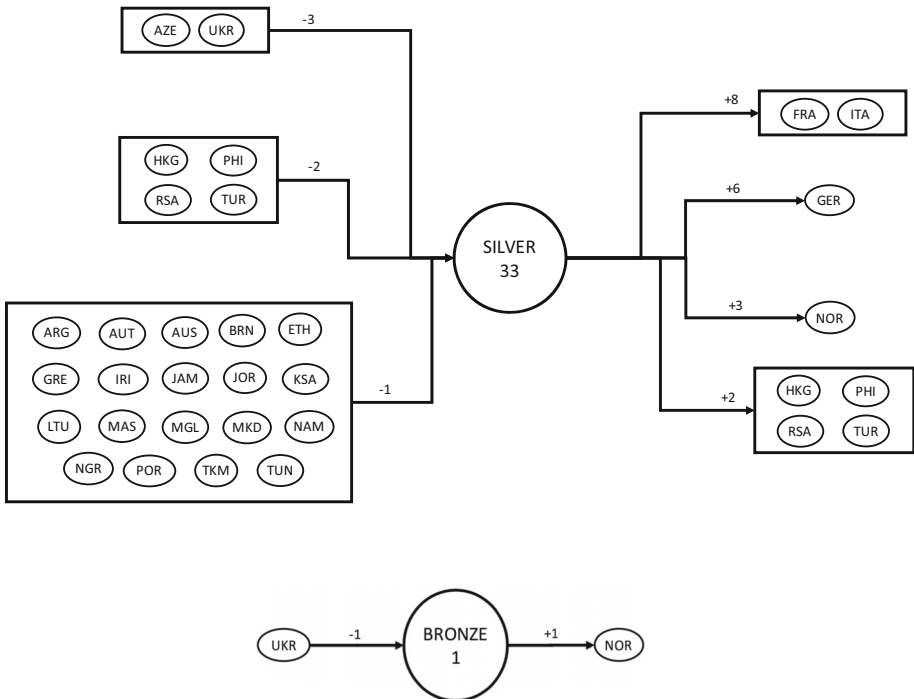 AZE UKR
-3
HKG PHI
RSA TUR
-2
ARG AUT AUS BRN ETH
GRE IRI JAM JOR KSA
LTU MAS MGL MKD NAM
NGR POR TKM TUN
-1
SILVER
33
+8
FRA ITA
+6
GER
+3
NOR
+2
HKG PHI
RSA TUR
UKR
-1
BRONZE
1
+1
NOR